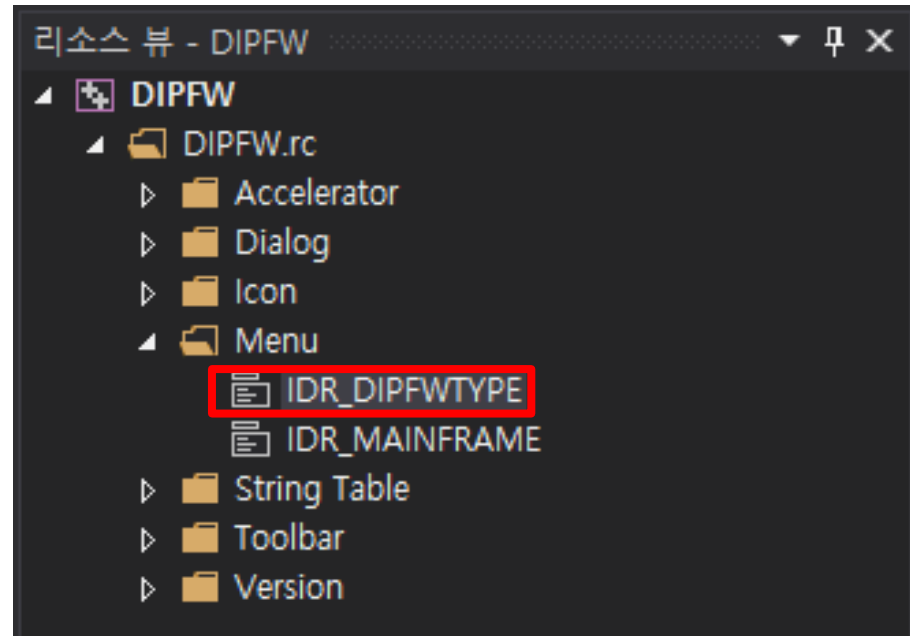 리소스 뷰 - DIPFW
DIPFW
DIPFW.rc
Accelerator
Dialog
Icon
Menu
IDR_DIPFWTYPE
IDR_MAINFRAME
String Table
Toolbar
Version